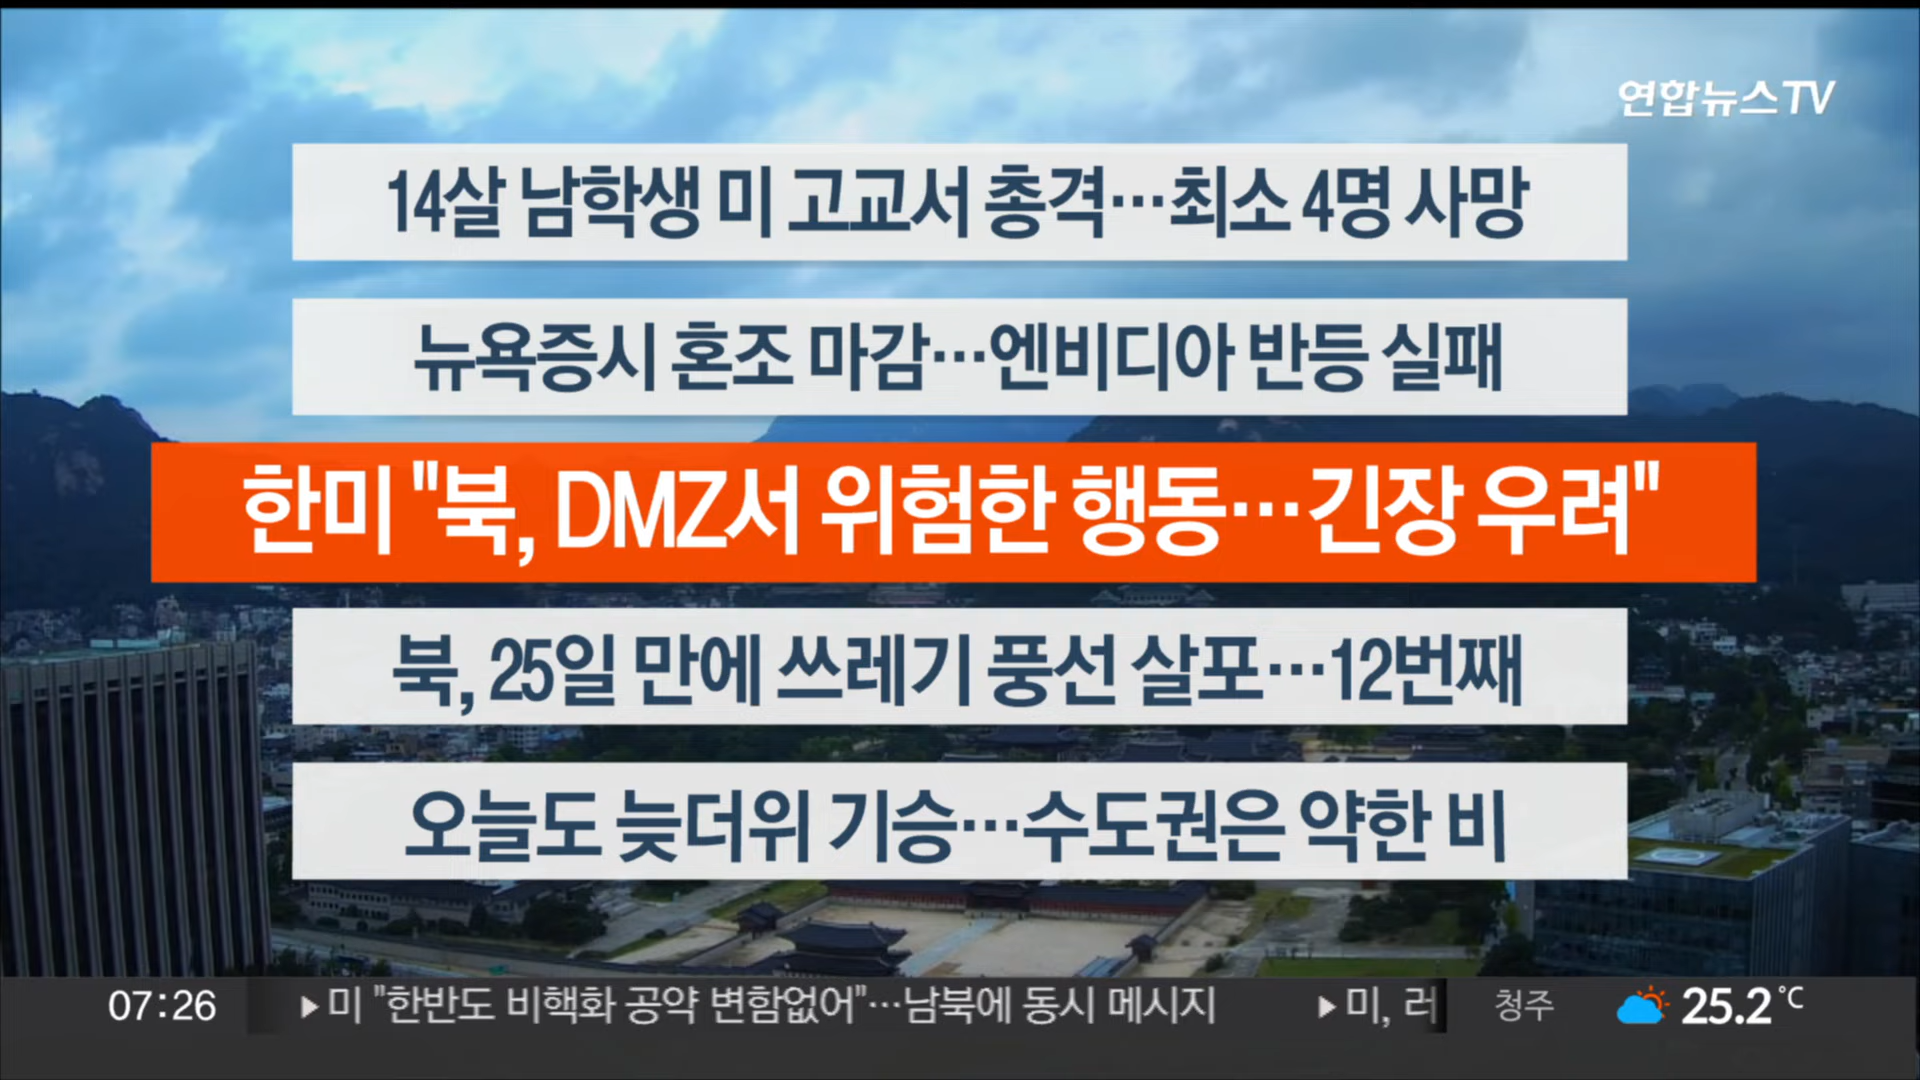 연합뉴스TV
14살 남학생 미 고교서 총격…최소 4명 사망
뉴욕증시 혼조 마감…엔비디아 반등 실패
한미 "북, DMZ서 위험한 행동…긴장 우려"
북, 25일 만에 쓰레기 풍선 살포…12번째
오늘도 늦더위 기승…수도권은 약한 비
07:26 ▶미 "한반도 비핵화 공약 변함없어"…남북에 동시 메시지 ▶미, 러 청주 25.2℃